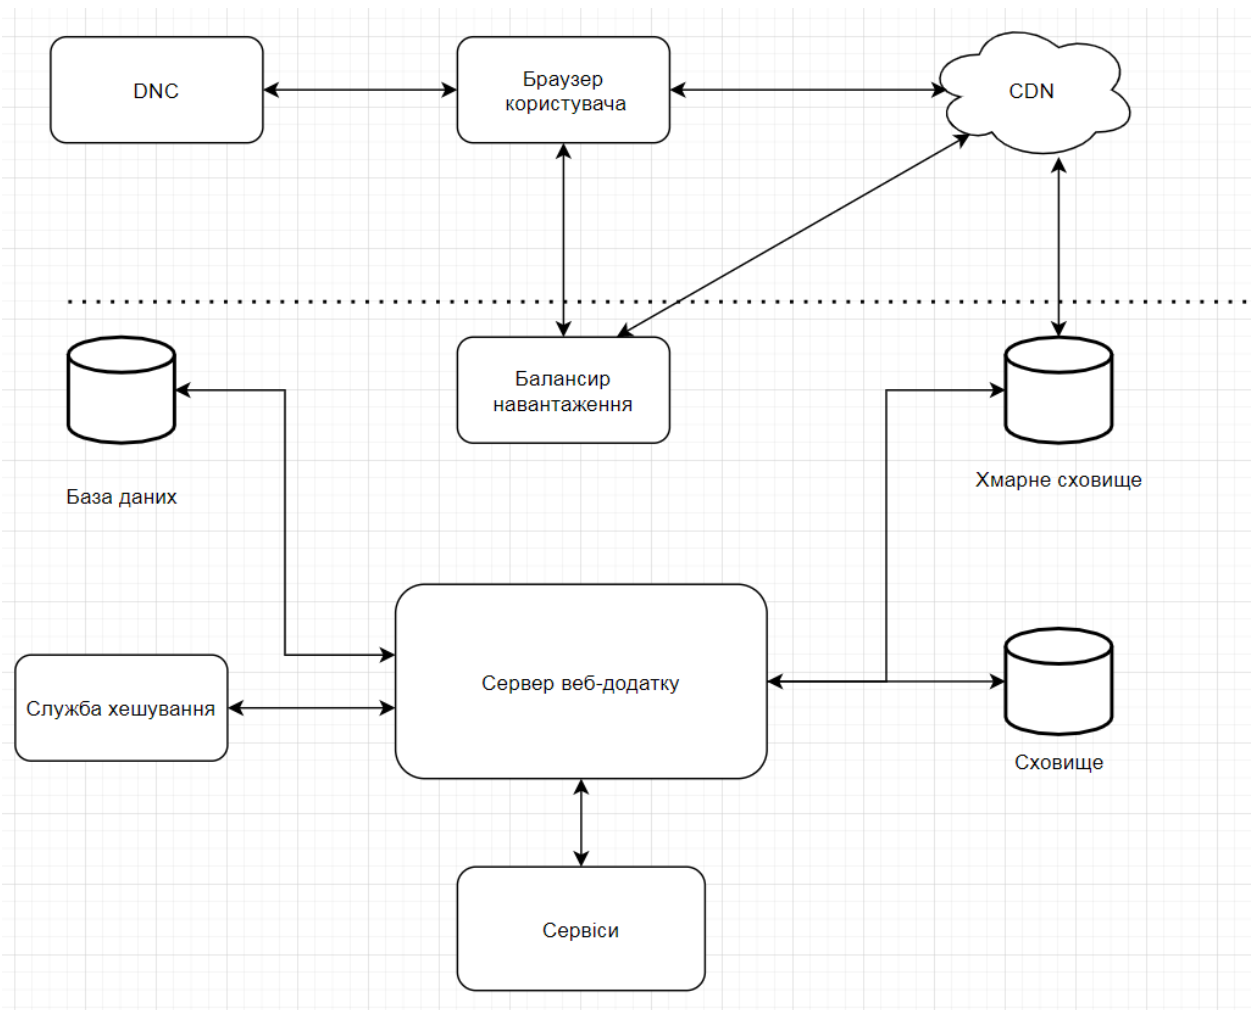 DNC
Браузер
користувача
CDN
Балансир
навантаження
База даних
Хмарне сховище
Сервер веб-додатку
Служба хешування
Сховище
Сервіси